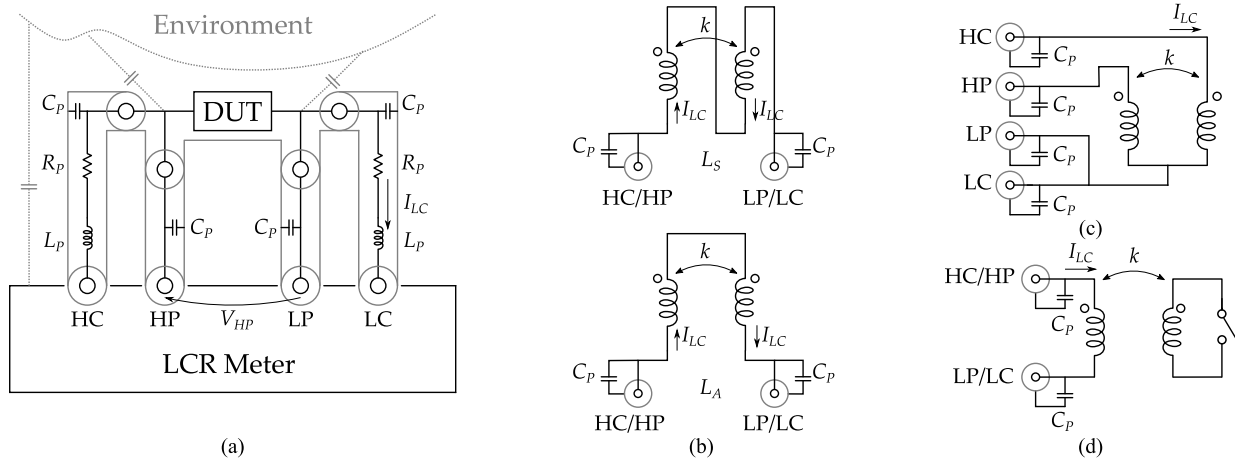 Environment
C_P
DUT
C_P
R_P
R_P
I_LC
L_P
C_P
C_P
L_P
HC
HP
V_HP
LP
LC
LCR Meter
(a)
k
I_LC
I_LC
C_P
L_S
C_P
HC/HP
LP/LC
k
I_LC
I_LC
C_P
L_A
C_P
HC/HP
LP/LC
(b)
I_LC
HC
C_P
k
HP
C_P
LP
C_P
LC
C_P
(c)
I_LC
k
HC/HP
C_P
LP/LC
C_P
(d)